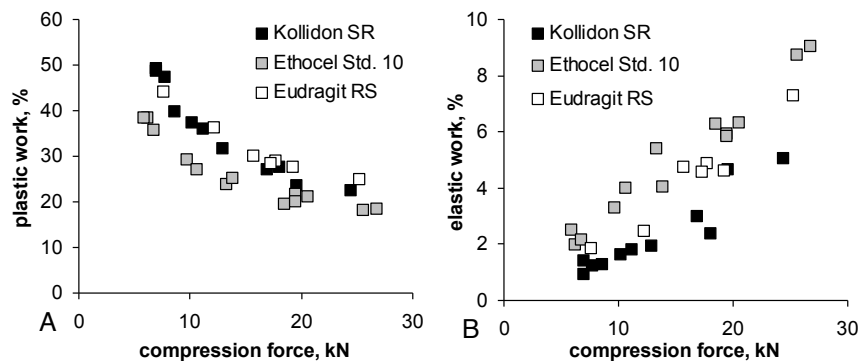 Kollidon SR
Ethocel Std. 10
Eudragit RS
plastic work, %
60
50
40
30
20
10
0
0
10
20
30
A
compression force, kN
Kollidon SR
Ethocel Std. 10
Eudragit RS
elastic work, %
10
8
6
4
2
0
0
10
20
30
B
compression force, kN